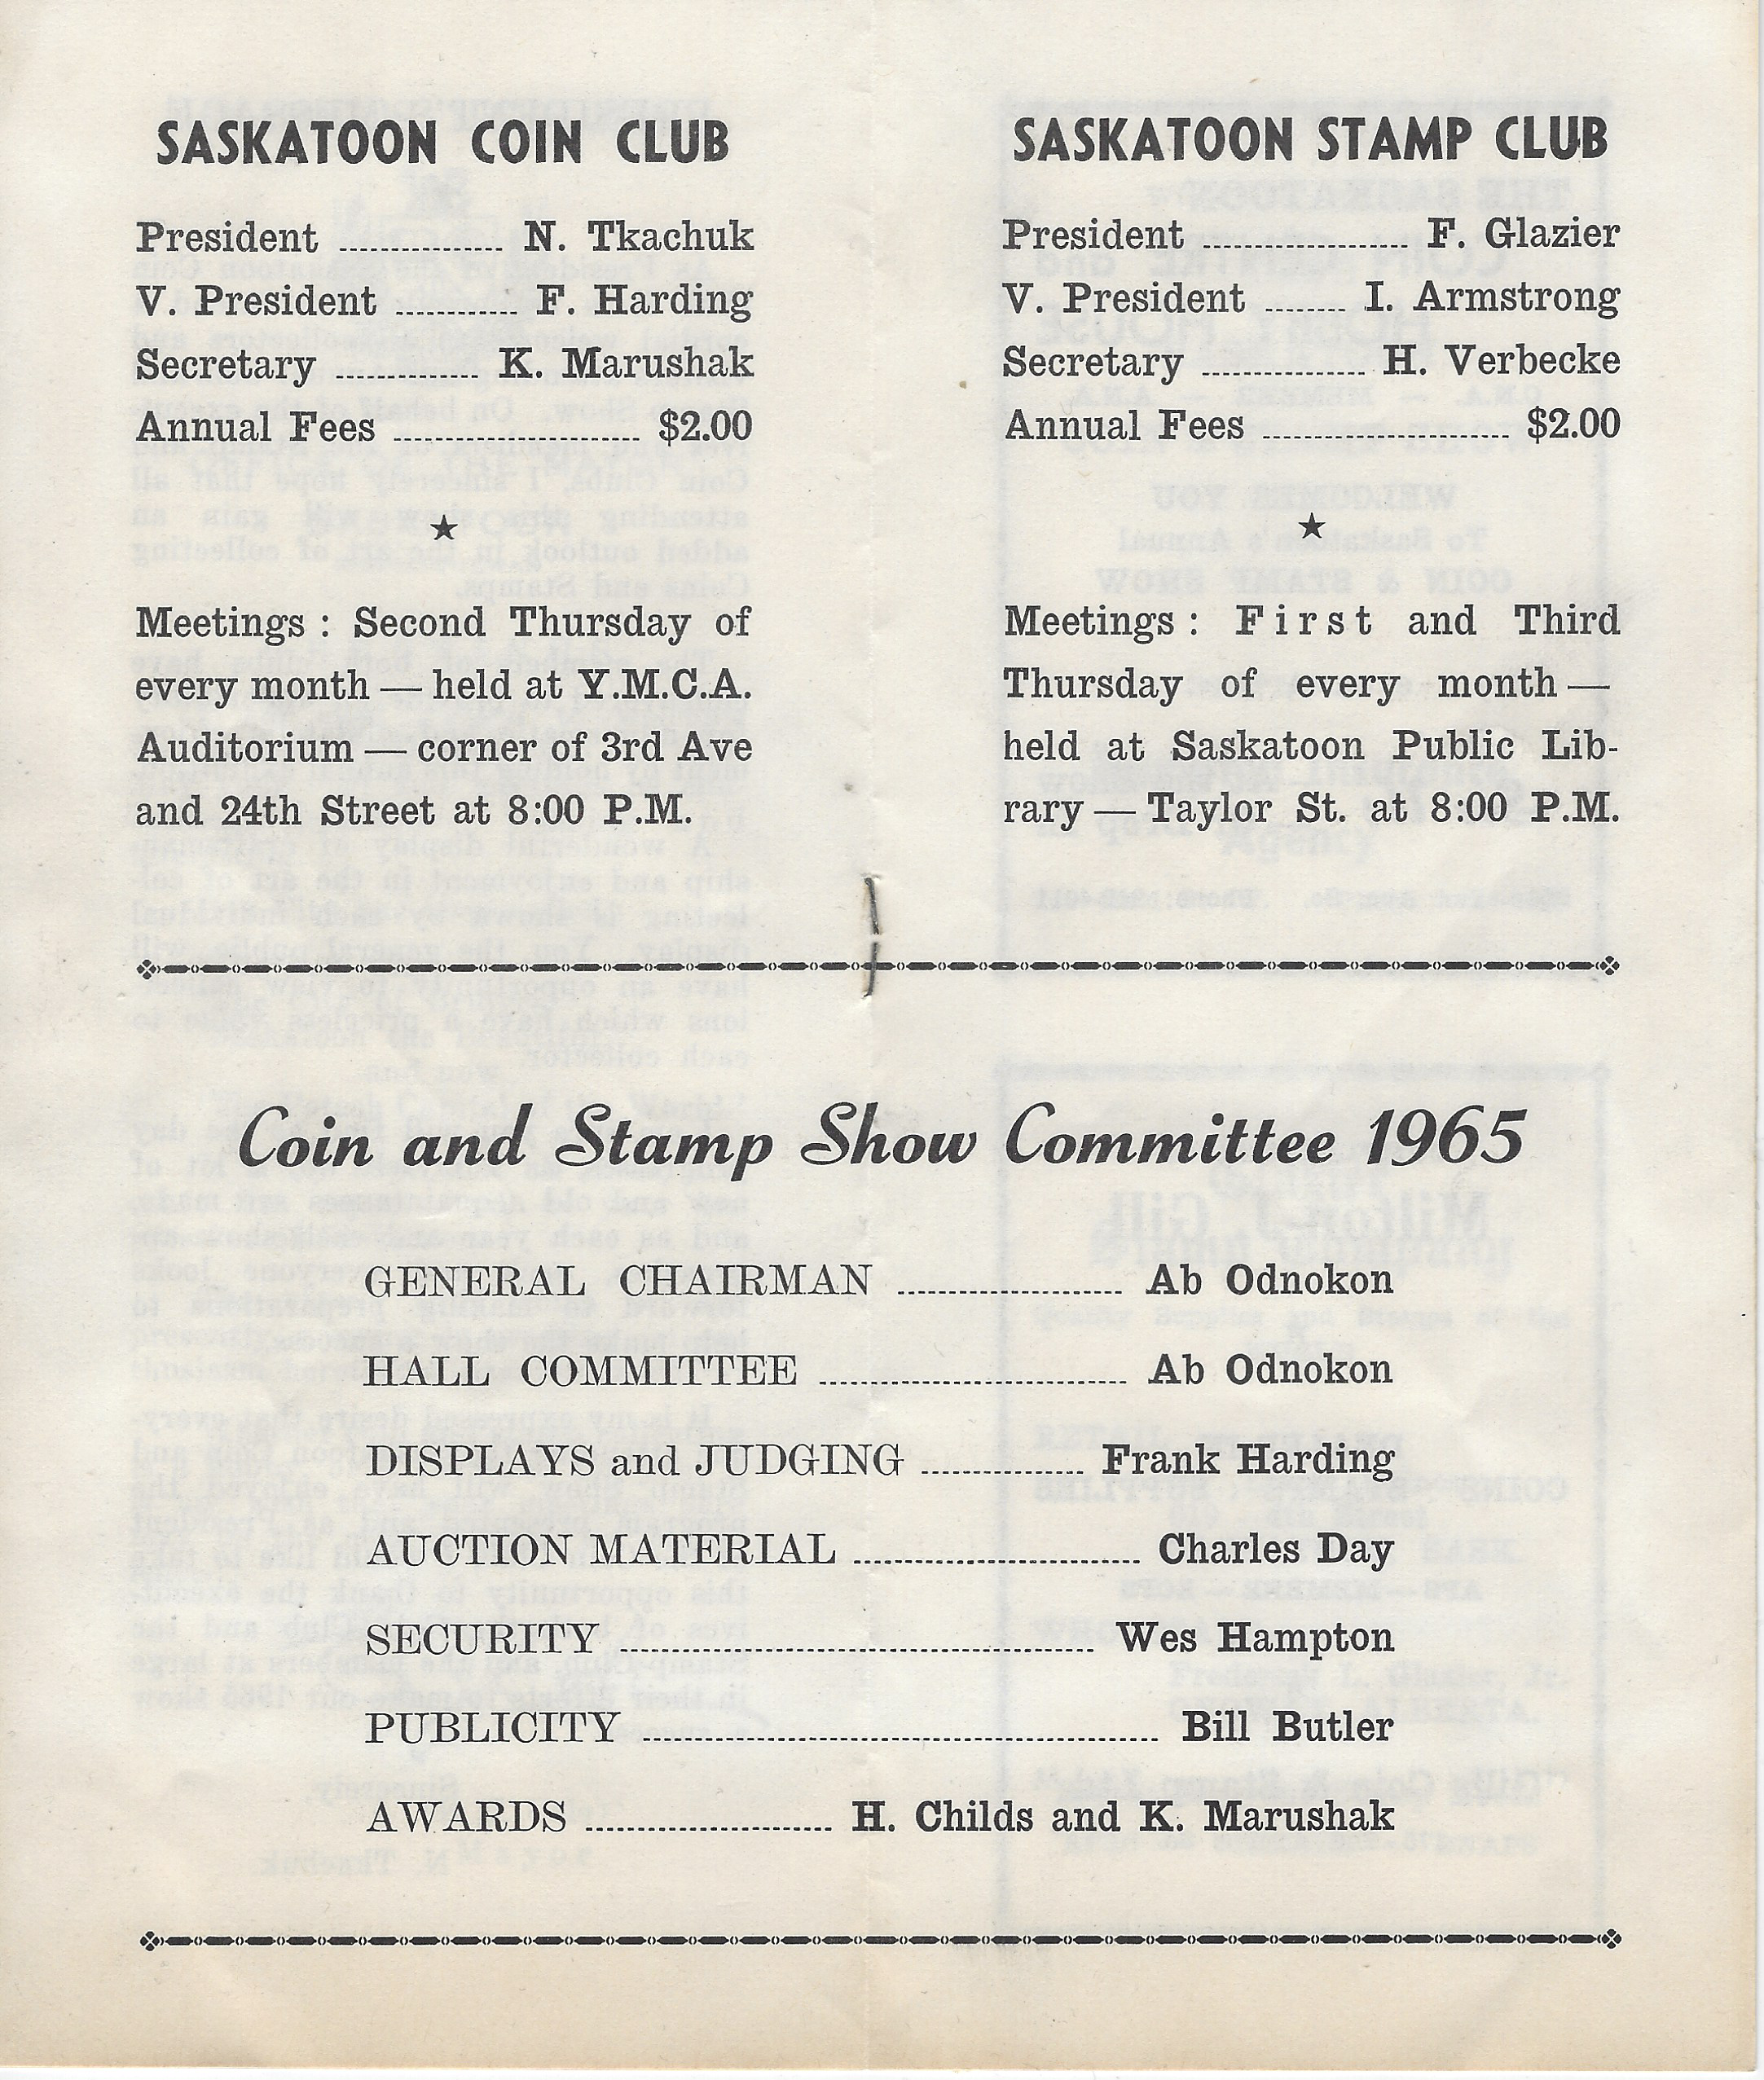 SASKATOON COIN CLUB
President ................ N. Tkachuk
V. President ............ F. Harding
Secretary .............. K. Marushak
Annual Fees ........................ $2.00
★
Meetings : Second Thursday of
every month — held at Y.M.C.A.
Auditorium — corner of 3rd Ave
and 24th Street at 8:00 P.M.
SASKATOON STAMP CLUB
President .................... F. Glazier
V. President ........ I. Armstrong
Secretary ................ H. Verbecke
Annual Fees ........................ $2.00
★
Meetings : First and Third
Thursday of every month —
held at Saskatoon Public Lib-
rary — Taylor St. at 8:00 P.M.
Coin and Stamp Show Committee 1965
GENERAL CHAIRMAN ...................... Ab Odnokon
HALL COMMITTEE .............................. Ab Odnokon
DISPLAYS and JUDGING ................ Frank Harding
AUCTION MATERIAL ............................ Charles Day
SECURITY .............................................. Wes Hampton
PUBLICITY .................................................. Bill Butler
AWARDS ........................ H. Childs and K. Marushak